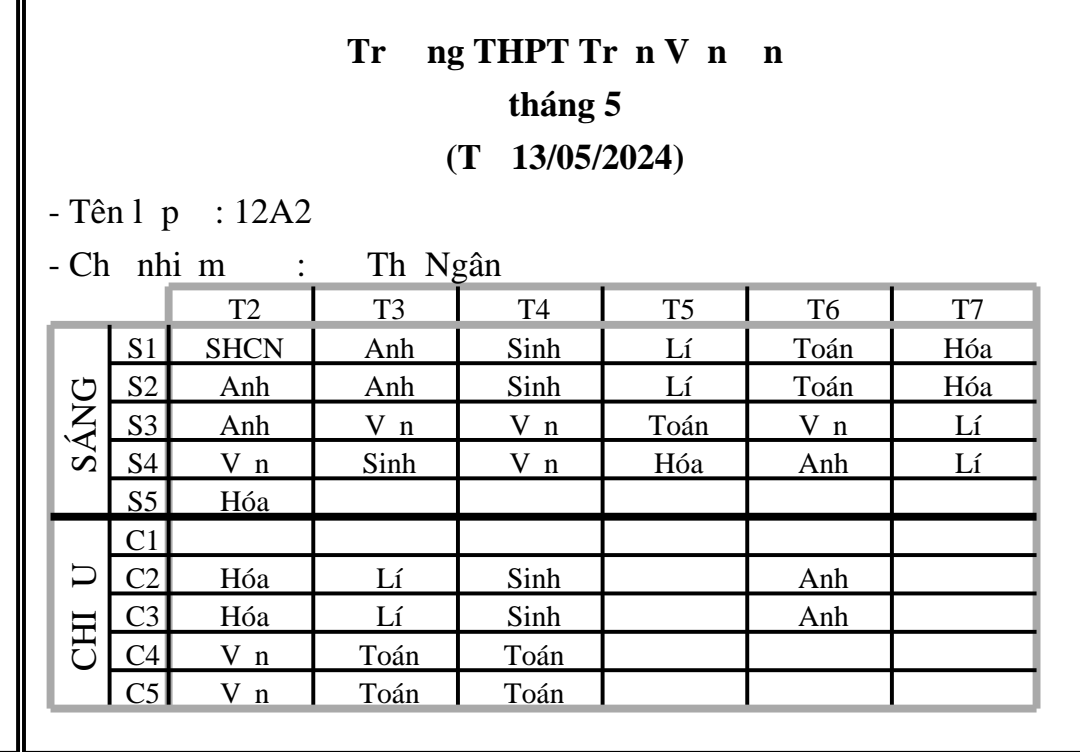 Tr ng THPT Tr n V n n
tháng 5
(T 13/05/2024)
- Tên l p : 12A2
- Ch nhi m : Th Ngân
T2 T3 T4 T5 T6 T7
SÁNG
S1 SHCN Anh Sinh Lí Toán Hóa
S2 Anh Anh Sinh Lí Toán Hóa
S3 Anh V n V n Toán V n Lí
S4 V n Sinh V n Hóa Anh Lí
S5 Hóa
CHI U
C1
C2 Hóa Lí Sinh Anh
C3 Hóa Lí Sinh Anh
C4 V n Toán Toán
C5 V n Toán Toán